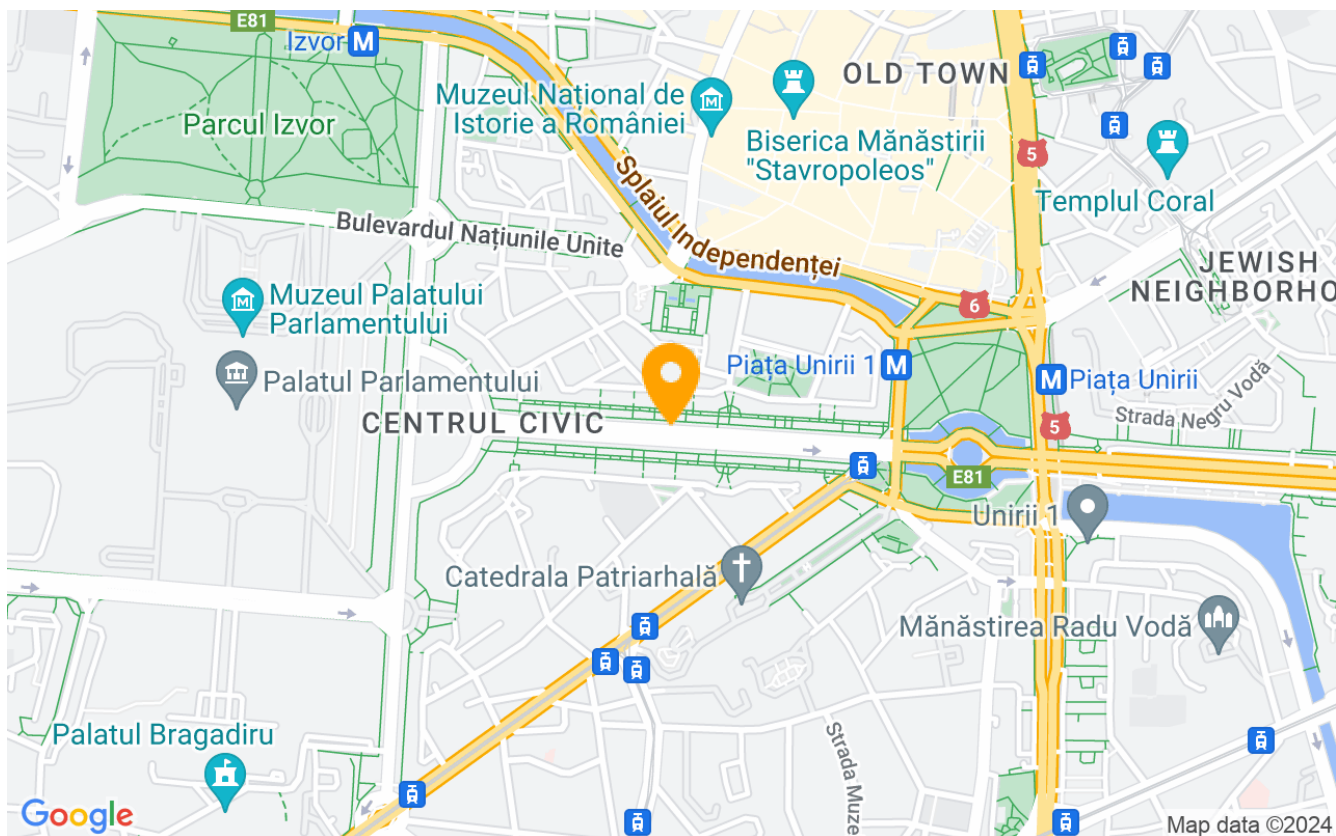 E81
Izvor
M
OLD TOWN
Muzeul Național de
Istorie a României
Biserica Mănăstirii
"Stavropoleos"
5
Parcul Izvor
Splaiul Independenței
Templul Coral
Bulevardul Națiunile Unite
JEWISH
NEIGHBORHO
Muzeul Palatului
Parlamentului
6
Piața Unirii 1
M
M
Piața Unirii
Palatul Parlamentului
Strada Negru Vodă
CENTRUL CIVIC
5
E81
Unirii 1
Catedrala Patriarhală
Mănăstirea Radu Vodă
Palatul Bragadiru
Strada Muze
Google
Map data ©2024